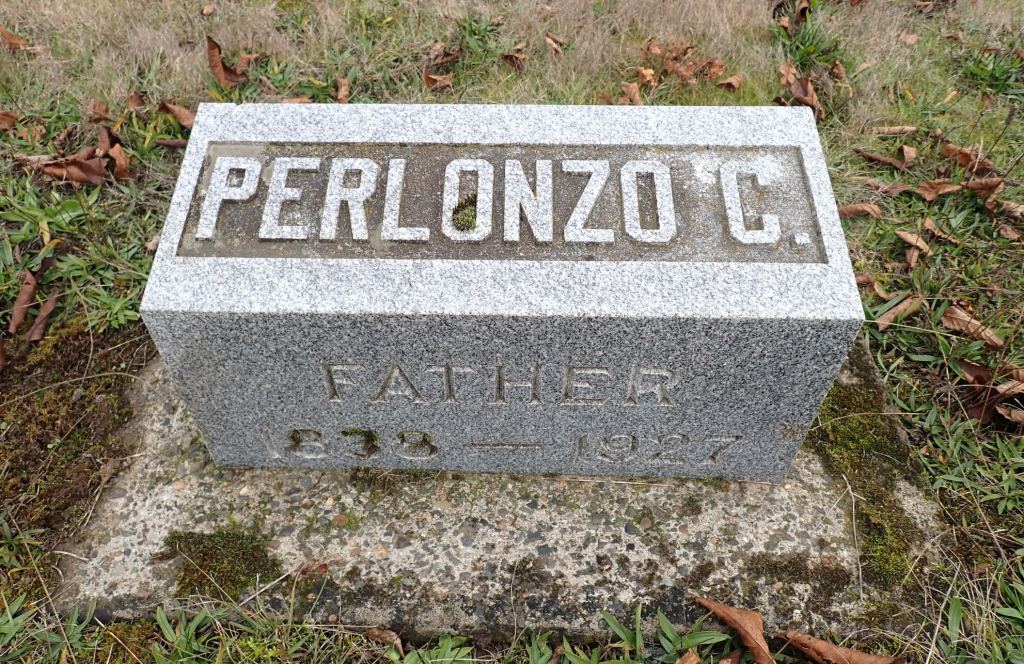 PERLONZO C.
FATHER
1838 — 1927